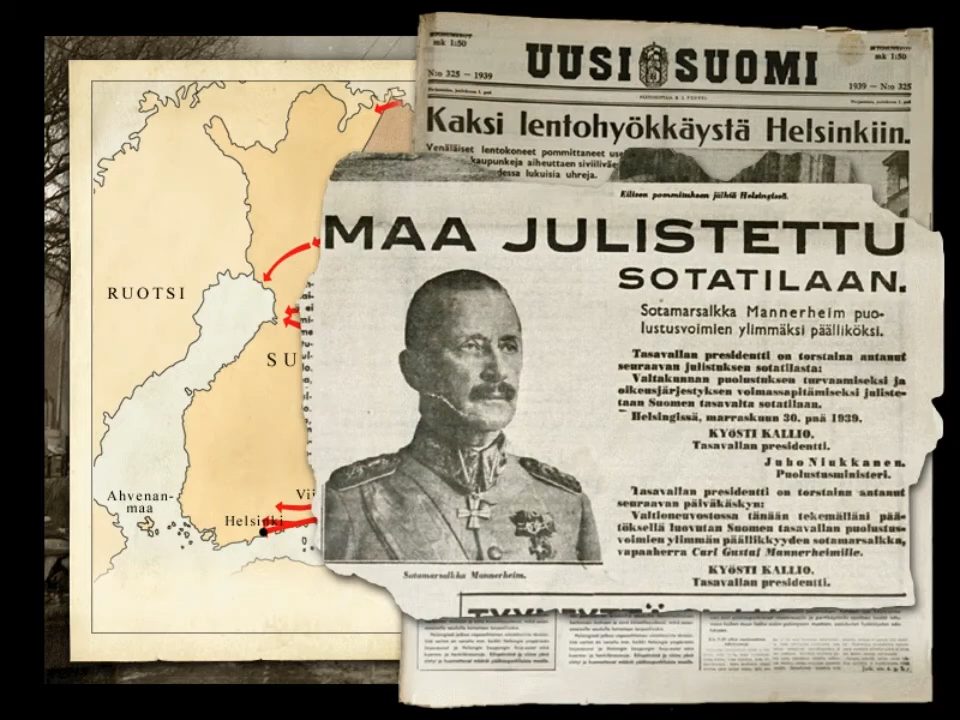 mk 1:50
UUSI SUOMI
mk 1:50
N:o 325 — 1939
1939 — N:o 325
Kaksi lentohyökkäystä Helsinkiin.
Venäläiset lentokoneet pommittaneet
kaupunkeja aiheuttaen
lukuisia uhreja.
Eilisen pommituksen jälkiä Helsingissä.
MAA JULISTETTU
SOTATILAAN.
Sotamarsalkka Mannerheim puo-
lustusvoimien ylimmäksi päälliköksi.
Tasavallan presidentti on torstaina antanut
seuraavan julistuksen sotatilasta:
Valtakunnan puolustuksen turvaamiseksi ja
oikeusjärjestyksen voimassapitämiseksi juliste-
taan Suomen tasavalta sotatilaan.
Helsingissä, marraskuun 30. pnä 1939.
KYÖSTI KALLIO,
Tasavallan presidentti.
Juho Niukkanen,
Puolustusministeri.
Tasavallan presidentti on torstaina antanut
seuraavan päiväkäskyn:
Valtioneuvostossa tänään tekemälläni pää-
töksellä luovutan Suomen tasavallan puolustus-
voimien ylimmän päällikkyyden sotamarsalkka,
vapaaherra Carl Gustaf Mannerheimille.
KYÖSTI KALLIO,
Tasavallan presidentti.
Sotamarsalkka Mannerheim.
RUOTSI
SU
Ahvenan-
maa
Helsinki